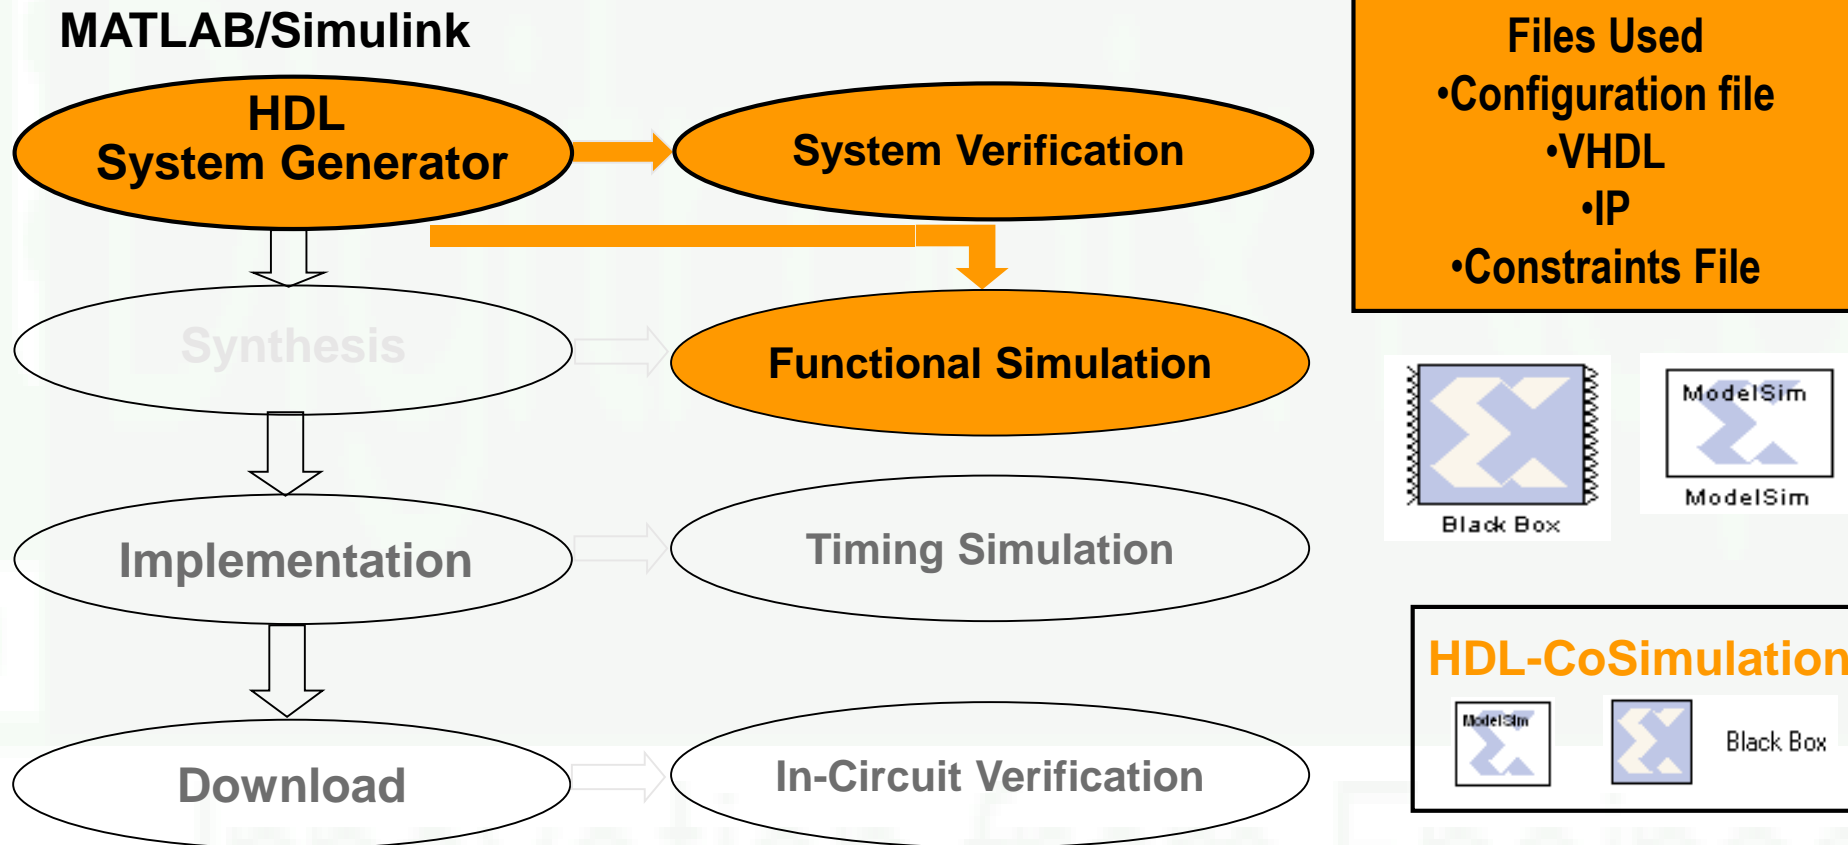 MATLAB/Simulink
HDL
System Generator
System Verification
Synthesis
Functional Simulation
Implementation
Timing Simulation
Download
In-Circuit Verification
Files Used
•Configuration file
•VHDL
•IP
•Constraints File
Black Box
ModelSim
ModelSim
HDL-CoSimulation
ModelSim
Black Box